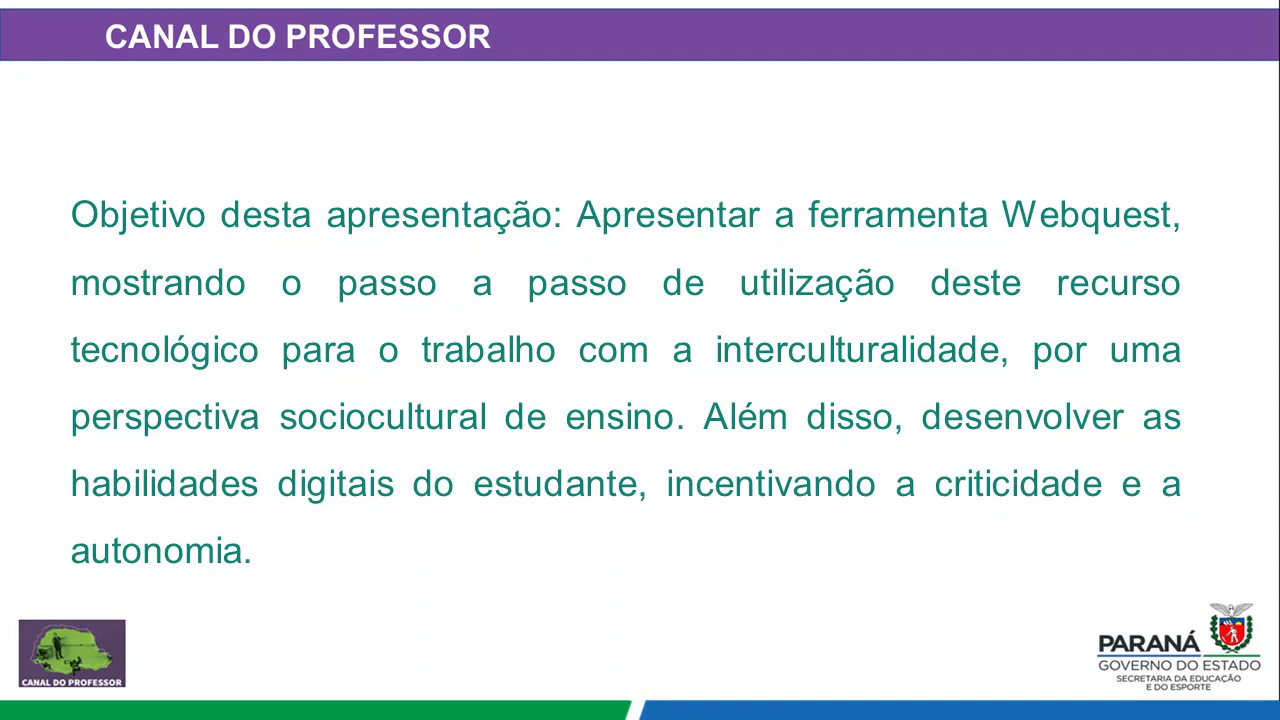 CANAL DO PROFESSOR
Objetivo desta apresentação: Apresentar a ferramenta Webquest,
mostrando o passo a passo de utilização deste recurso
tecnológico para o trabalho com a interculturalidade, por uma
perspectiva sociocultural de ensino. Além disso, desenvolver as
habilidades digitais do estudante, incentivando a criticidade e a
autonomia.
CANAL DO PROFESSOR
PARANÁ
GOVERNO DO ESTADO
SECRETARIA DA EDUCAÇÃO
E DO ESPORTE